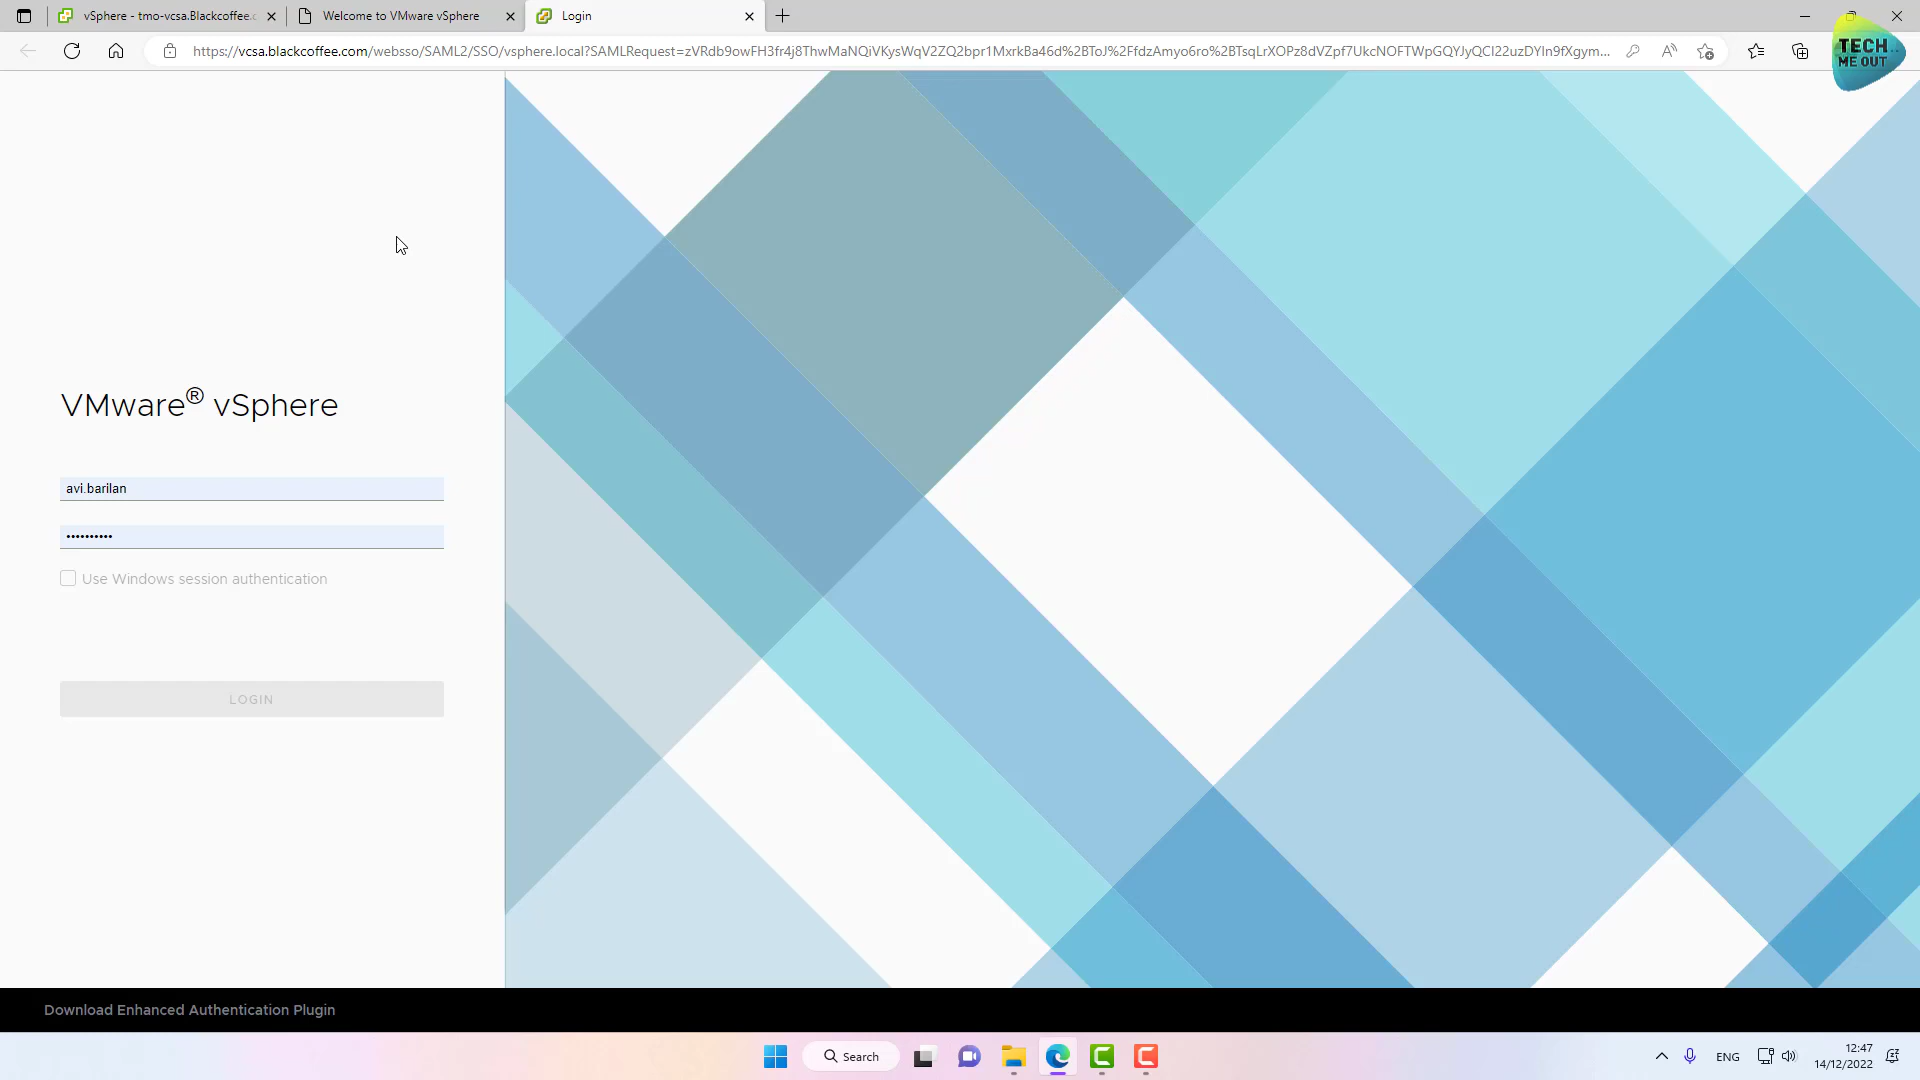 vSphere - tmo-vcsa.Blackcoffee.c
Welcome to VMware vSphere
Login
https://vcsa.blackcoffee.com/websso/SAML2/SSO/vsphere.local?SAMLRequest=zVRdb9owFH3fr4j8ThwMaNQiVKysWqV2ZQ2bpr1MxrkBa46d%2BToJ%2FfdzAmyo6ro%2BTsqLrXOPz8dVZpf7UkcNOFTWpGQYJyQCI22uzDYln9fXgym...
TECH
ME OUT
VMware® vSphere
avi.barilan
••••••••••
Use Windows session authentication
LOGIN
Download Enhanced Authentication Plugin
Search
ENG
12:47
14/12/2022